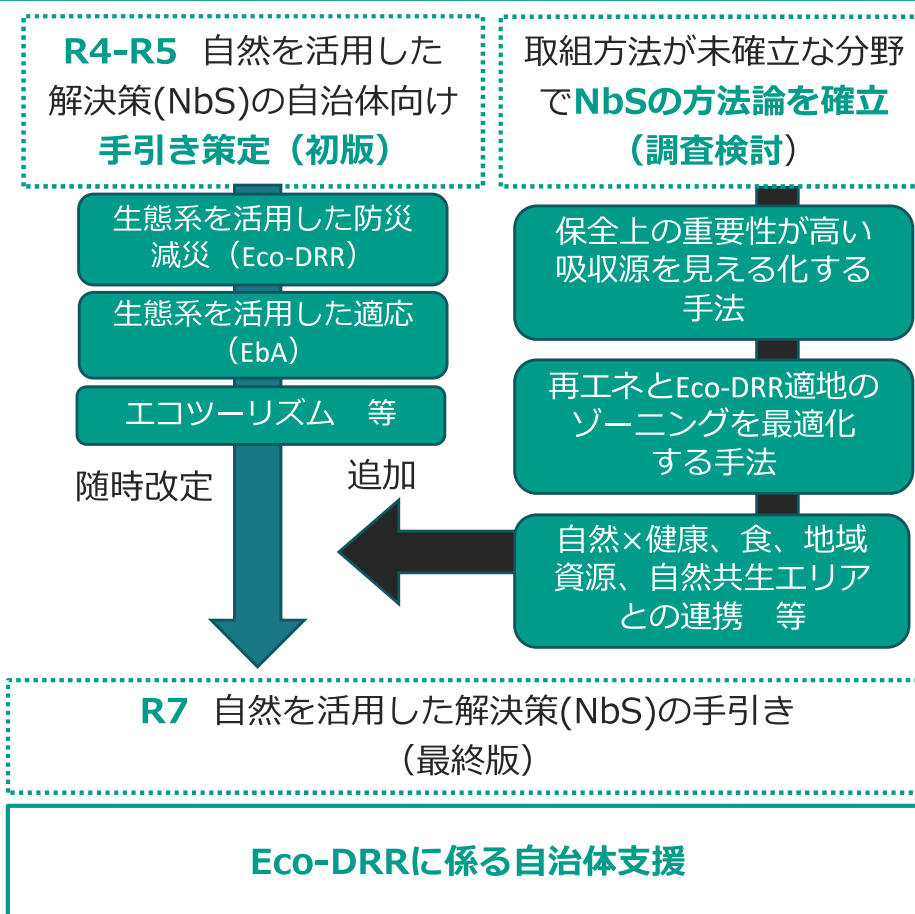 R4-R5 自然を活用した
解決策(NbS)の自治体向け
手引き策定（初版）
生態系を活用した防災
減災（Eco-DRR）
生態系を活用した適応
（EbA）
エコツーリズム　等
随時改定
追加
取組方法が未確立な分野
でNbSの方法論を確立
（調査検討）
保全上の重要性が高い
吸収源を見える化する
手法
再エネとEco-DRR適地の
ゾーニングを最適化
する手法
自然×健康、食、地域
資源、自然共生エリア
との連携　等
R7 自然を活用した解決策(NbS)の手引き
（最終版）
Eco-DRRに係る自治体支援